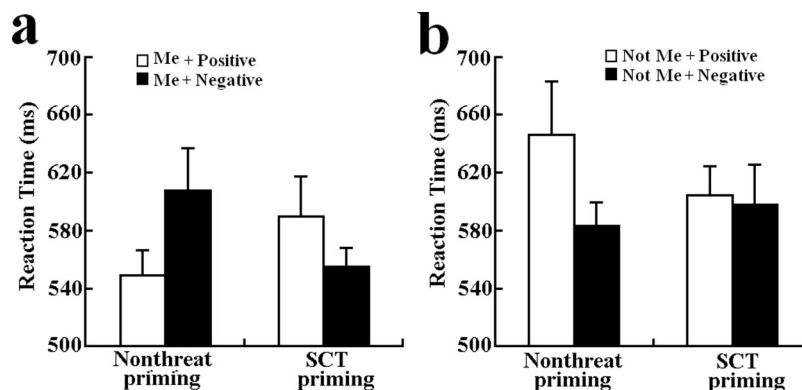 a
700
660
620
580
540
500
Reaction Time (ms)
Me + Positive
Me + Negative
Nonthreat
priming
SCT
priming
b
700
660
620
580
540
500
Reaction Time (ms)
Not Me + Positive
Not Me + Negative
Nonthreat
priming
SCT
priming